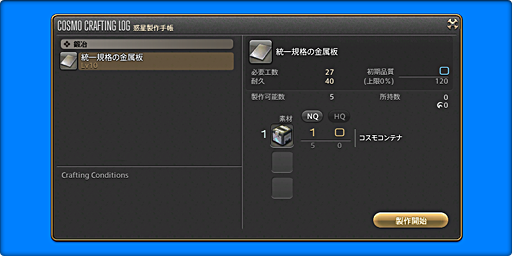 COSMO CRAFTING LOG 惑星製作手帳
鍛冶
統一規格の金属板
Lv10
Crafting Conditions
統一規格の金属板
必要工数 27 初期品質
耐久 40 (上限0%) 120
製作可能数 5 所持数 0
0
素材 NQ HQ
1 1 コスモコンテナ
5 0
製作開始